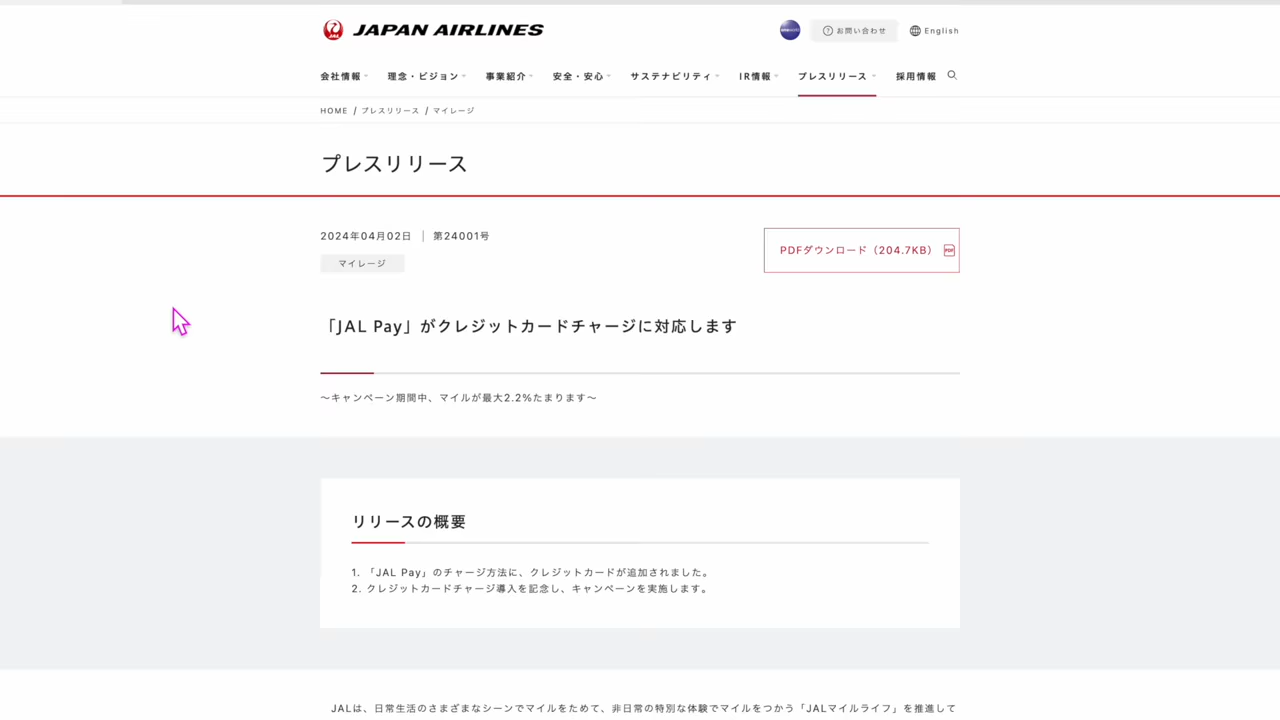 JAPAN AIRLINES
お問い合わせ
English
会社情報 理念・ビジョン 事業紹介 安全・安心 サステナビリティ IR情報 プレスリリース 採用情報
HOME / プレスリリース / マイレージ
プレスリリース
2024年04月02日 | 第24001号
PDFダウンロード（204.7KB）
マイレージ
「JAL Pay」がクレジットカードチャージに対応します
～キャンペーン期間中、マイルが最大2.2%たまります～
リリースの概要
1. 「JAL Pay」のチャージ方法に、クレジットカードが追加されました。
2. クレジットカードチャージ導入を記念し、キャンペーンを実施します。
JALは、日常生活のさまざまなシーンでマイルをためて、非日常の特別な体験でマイルをつかう「JALマイルライフ」を推進して